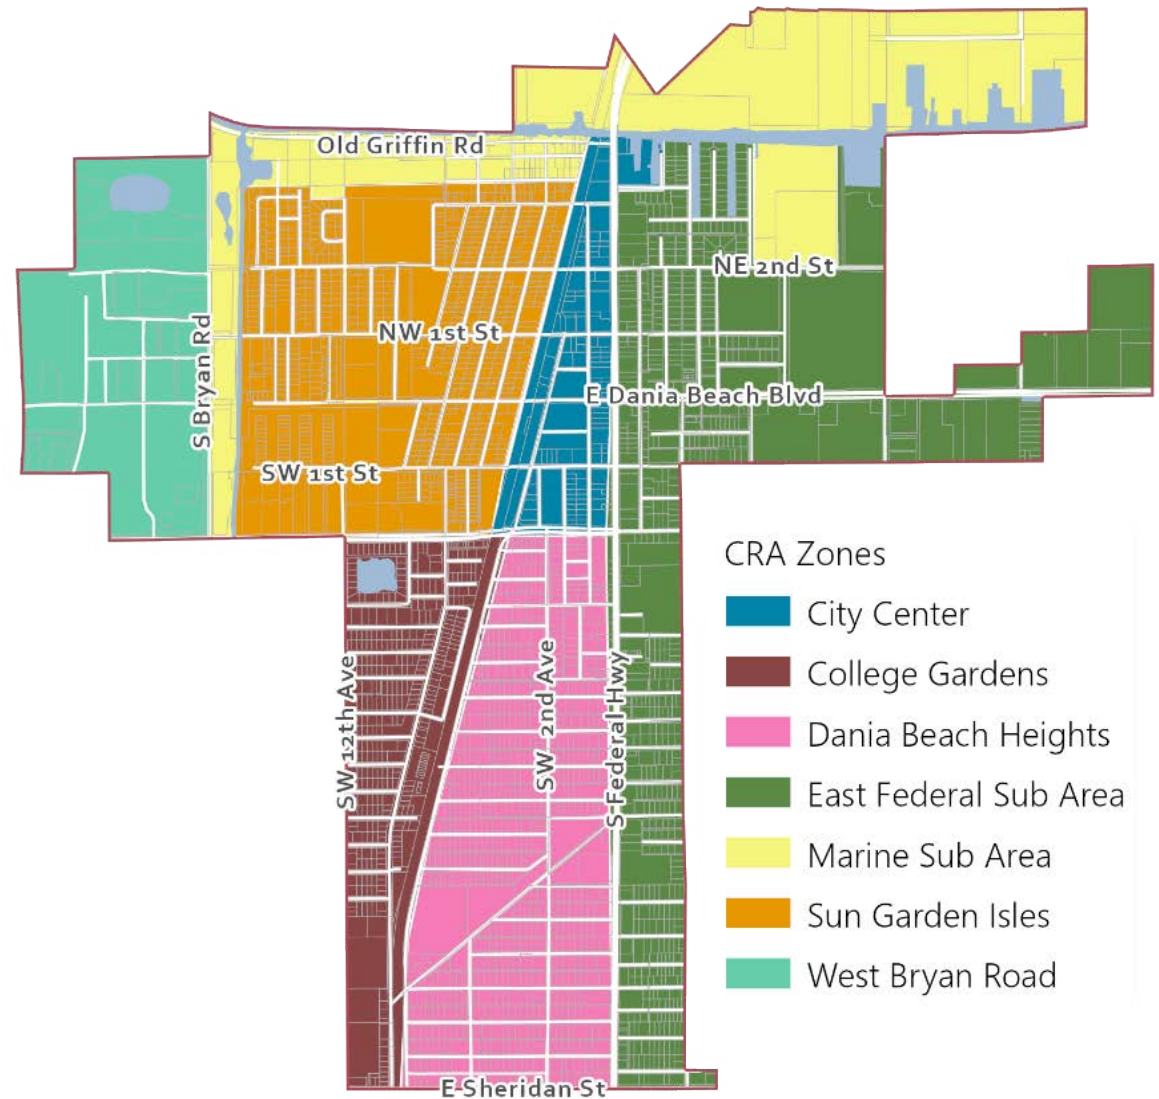 Old Griffin Rd
NE 2nd St
NW 1st St
S Bryan Rd
E Dania Beach Blvd
SW 1st St
CRA Zones
City Center
College Gardens
Dania Beach Heights
East Federal Sub Area
Marine Sub Area
Sun Garden Isles
West Bryan Road
SW 12th Ave
SW 2nd Ave
S Federal Hwy
E Sheridan St